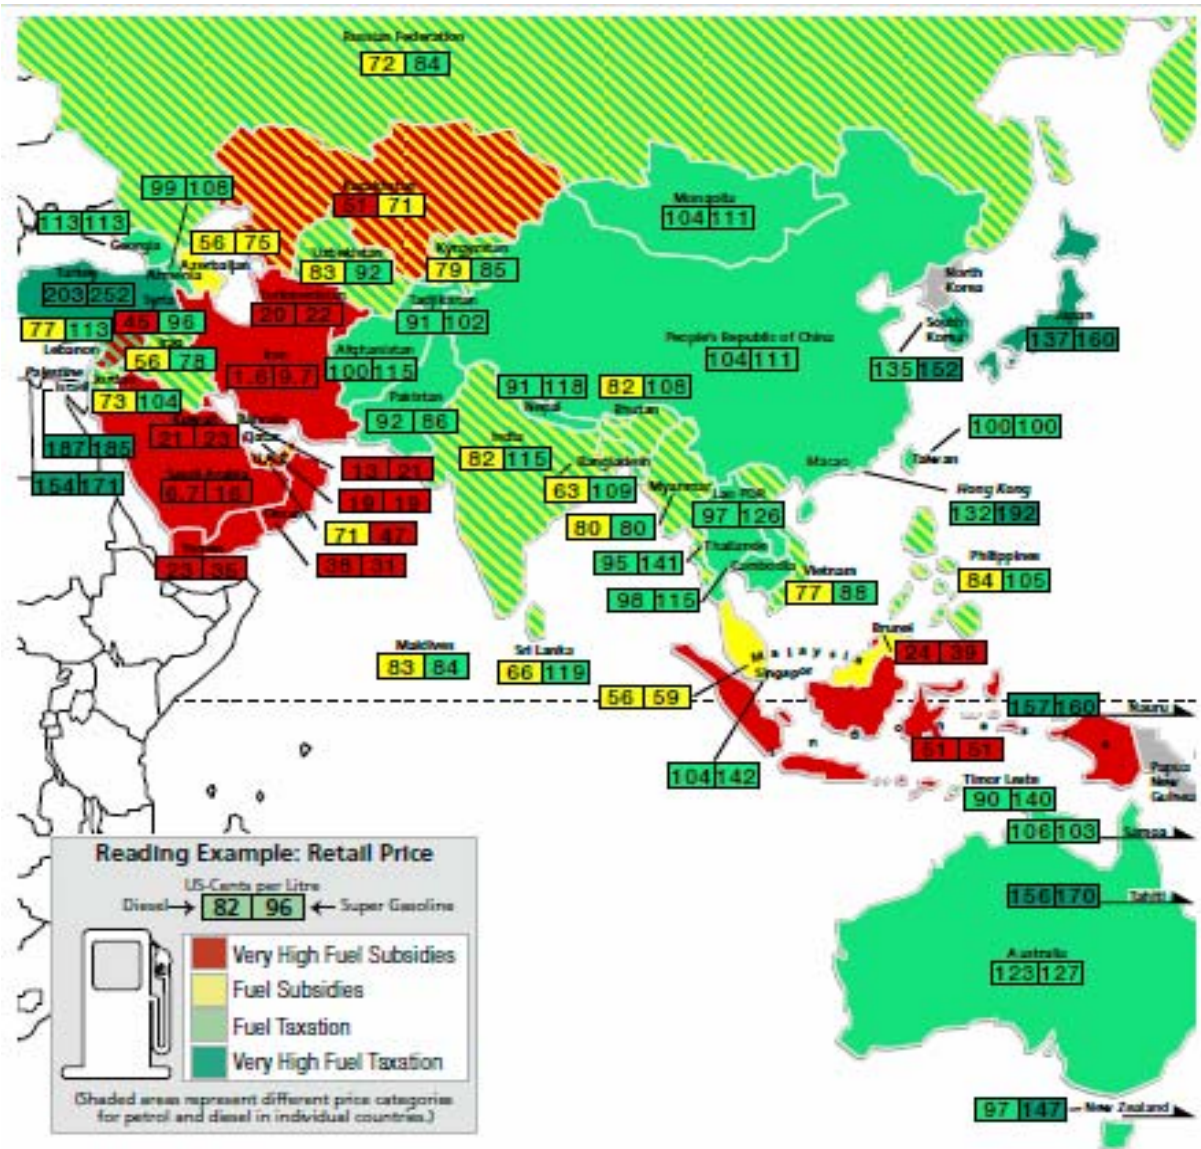 Russian Federation
72 84
99 108
Kazakhstan
51 71
Mongolia
104 111
113 113
Georgia
56 75
Azerbaijan
Uzbekistan
83 92
Kyrgyzstan
79 85
Turkey
203 252
Armenia
Turkmenistan
20 22
Tadjikistan
91 102
North
Korea
Syria
45 96
77 113
Lebanon
Iraq
56 78
Iran
1.6 9.7
Afghanistan
100 115
People's Republic of China
104 111
South
Korea
135 152
Japan
137 160
Palestine
Israel
Jordan
73 104
91 118
Nepal
82 108
Bhutan
Pakistan
92 86
187 185
154 171
Kuwait
21 23
Bahrain
Qatar
U.A.E
13 21
19 19
71 47
38 31
Saudi Arabia
6.7 16
Oman
Yemen
23 35
India
82 115
Bangladesh
63 109
Myanmar
80 80
Lao PDR
97 126
Macao
100 100
Taiwan
Hong Kong
132 192
95 141
Thailande
98 115
Cambodia
Vietnam
77 88
Philippines
84 105
Maldives
83 84
Sri Lanka
66 119
Brunei
24 39
Malaysia
56 59
Singapor
104 142
51 51
157 160
Nauru
Papua
New
Guinea
Timor Leste
90 140
106 103
Samoa
156 170
Tahiti
Australia
123 127
97 147
New Zealand
Reading Example: Retail Price
US-Cents per Litre
Diesel 82 96 Super Gasoline
Very High Fuel Subsidies
Fuel Subsidies
Fuel Taxation
Very High Fuel Taxation
(Shaded areas represent different price categories
for petrol and diesel in individual countries.)